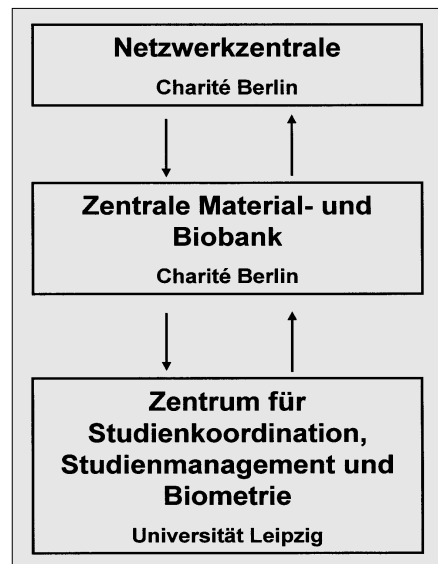 Netzwerkzentrale
Charité Berlin
Zentrale Material- und
Biobank
Charité Berlin
Zentrum für
Studienkoordination,
Studienmanagement und
Biometrie
Universität Leipzig